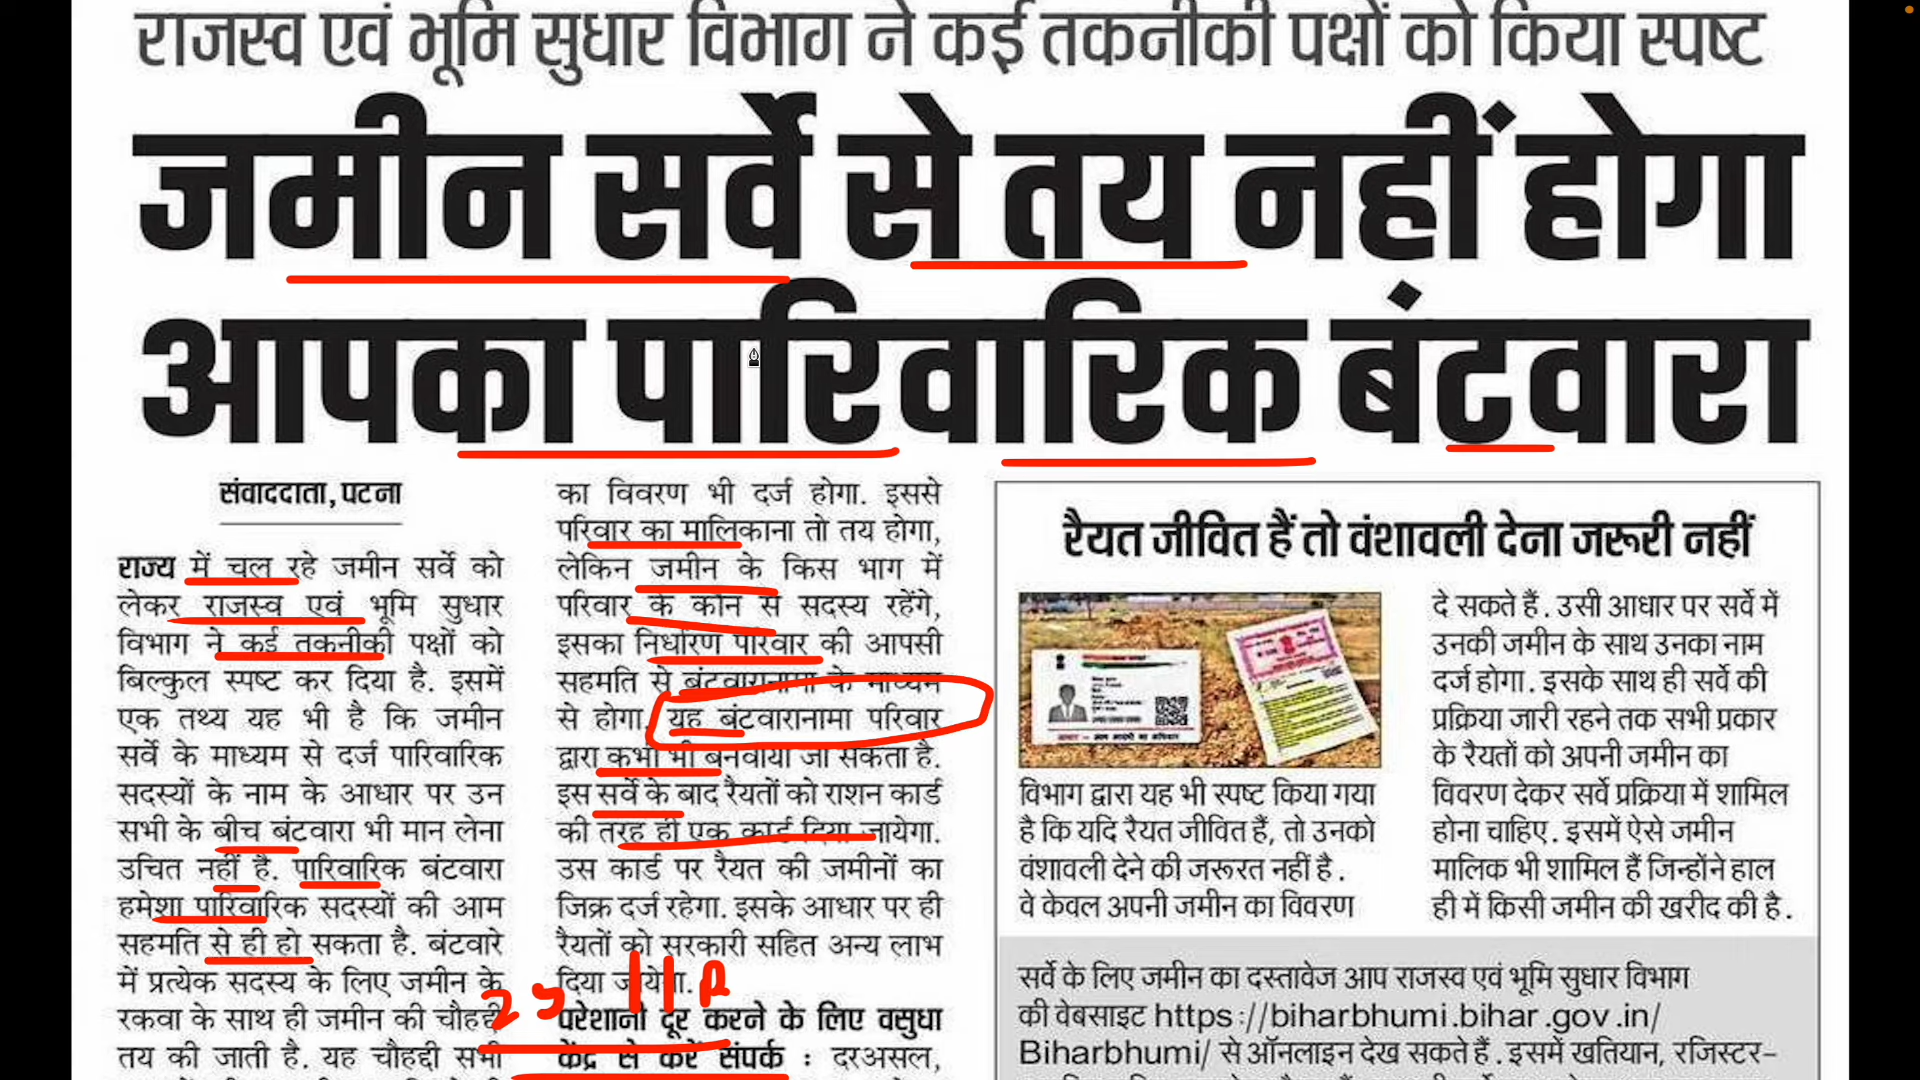 राजस्व एवं भूमि सुधार विभाग ने कई तकनीकी पक्षों को किया स्पष्ट
जमीन सर्वे से तय नहीं होगा
आपका पारिवारिक बंटवारा
संवाददाता, पटना
राज्य में चल रहे जमीन सर्वे को
लेकर राजस्व एवं भूमि सुधार
विभाग ने कई तकनीकी पक्षों को
बिल्कुल स्पष्ट कर दिया है. इसमें
एक तथ्य यह भी है कि जमीन
सर्वे के माध्यम से दर्ज पारिवारिक
सदस्यों के नाम के आधार पर उन
सभी के बीच बंटवारा भी मान लेना
उचित नहीं है. पारिवारिक बंटवारा
हमेशा पारिवारिक सदस्यों की आम
सहमति से ही हो सकता है. बंटवारे
में प्रत्येक सदस्य के लिए जमीन के
रकवा के साथ ही जमीन की चौहद्दी
तय की जाती है. यह चौहद्दी सभी
का विवरण भी दर्ज होगा. इससे
परिवार का मालिकाना तो तय होगा,
लेकिन जमीन के किस भाग में
परिवार के कौन से सदस्य रहेंगे,
इसका निर्धारण परिवार की आपसी
सहमति से बंटवारानामा के माध्यम
से होगा. यह बंटवारानामा परिवार
द्वारा कभी भी बनवाया जा सकता है.
इस सर्वे के बाद रैयतों को राशन कार्ड
की तरह ही एक कार्ड दिया जायेगा.
उस कार्ड पर रैयत की जमीनों का
जिक्र दर्ज रहेगा. इसके आधार पर ही
रैयतों को सरकारी सहित अन्य लाभ
दिया जायेगा.
परेशानी दूर करने के लिए वसुधा
केंद्र से करें संपर्क : दरअसल,
रैयत जीवित हैं तो वंशावली देना जरूरी नहीं
विभाग द्वारा यह भी स्पष्ट किया गया
है कि यदि रैयत जीवित हैं, तो उनको
वंशावली देने की जरूरत नहीं है.
वे केवल अपनी जमीन का विवरण
दे सकते हैं. उसी आधार पर सर्वे में
उनकी जमीन के साथ उनका नाम
दर्ज होगा. इसके साथ ही सर्वे की
प्रक्रिया जारी रहने तक सभी प्रकार
के रैयतों को अपनी जमीन का
विवरण देकर सर्वे प्रक्रिया में शामिल
होना चाहिए. इसमें ऐसे जमीन
मालिक भी शामिल हैं जिन्होंने हाल
ही में किसी जमीन की खरीद की है.
सर्वे के लिए जमीन का दस्तावेज आप राजस्व एवं भूमि सुधार विभाग
की वेबसाइट https://biharbhumi.bihar.gov.in/
Biharbhumi/ से ऑनलाइन देख सकते हैं. इसमें खतियान, रजिस्टर-